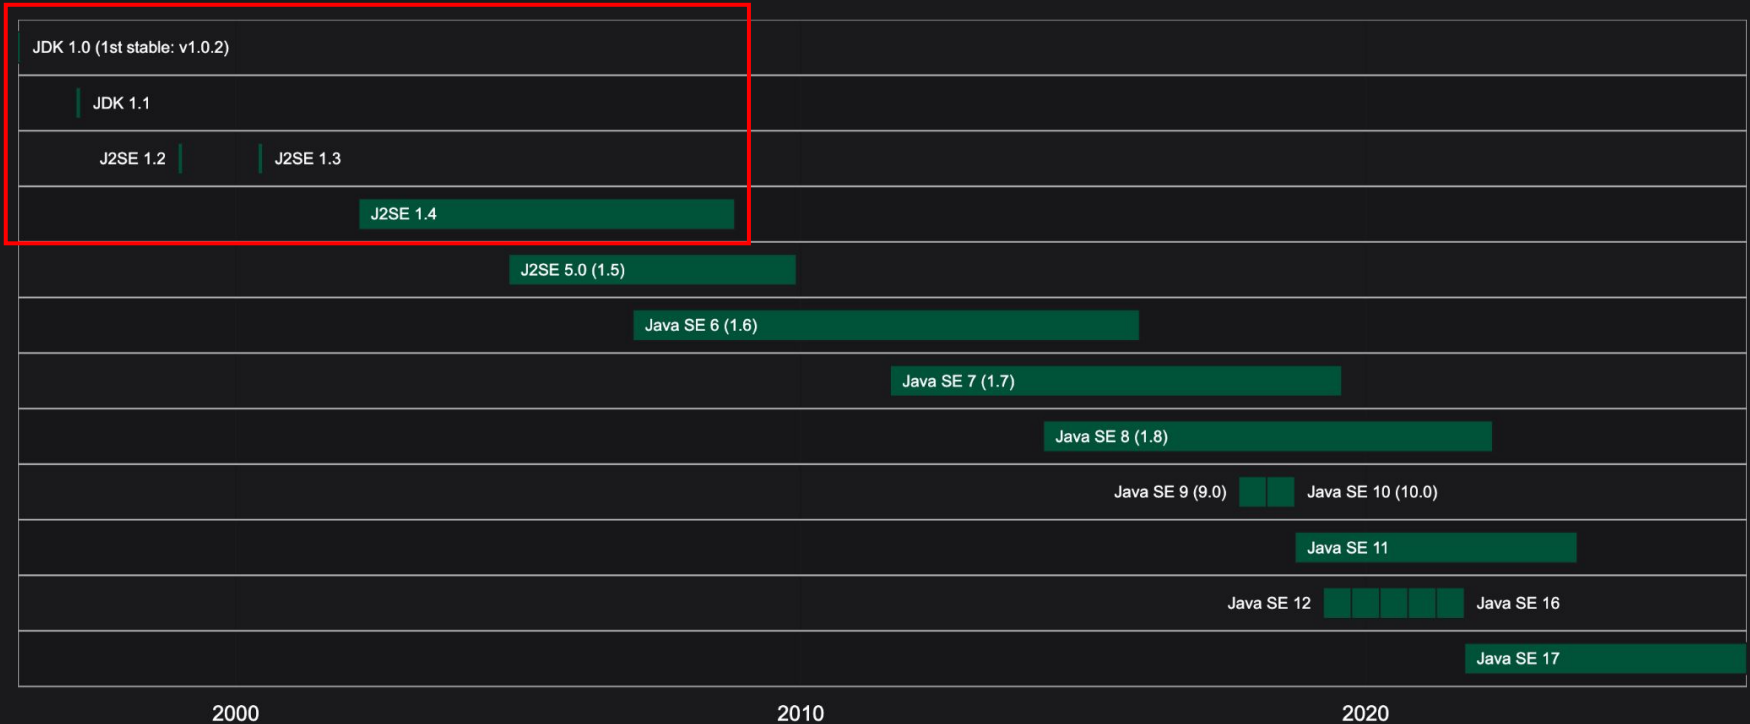 JDK 1.0 (1st stable: v1.0.2)
JDK 1.1
J2SE 1.2 J2SE 1.3
J2SE 1.4
J2SE 5.0 (1.5)
Java SE 6 (1.6)
Java SE 7 (1.7)
Java SE 8 (1.8)
Java SE 9 (9.0) Java SE 10 (10.0)
Java SE 11
Java SE 12 Java SE 16
Java SE 17
2000 2010 2020